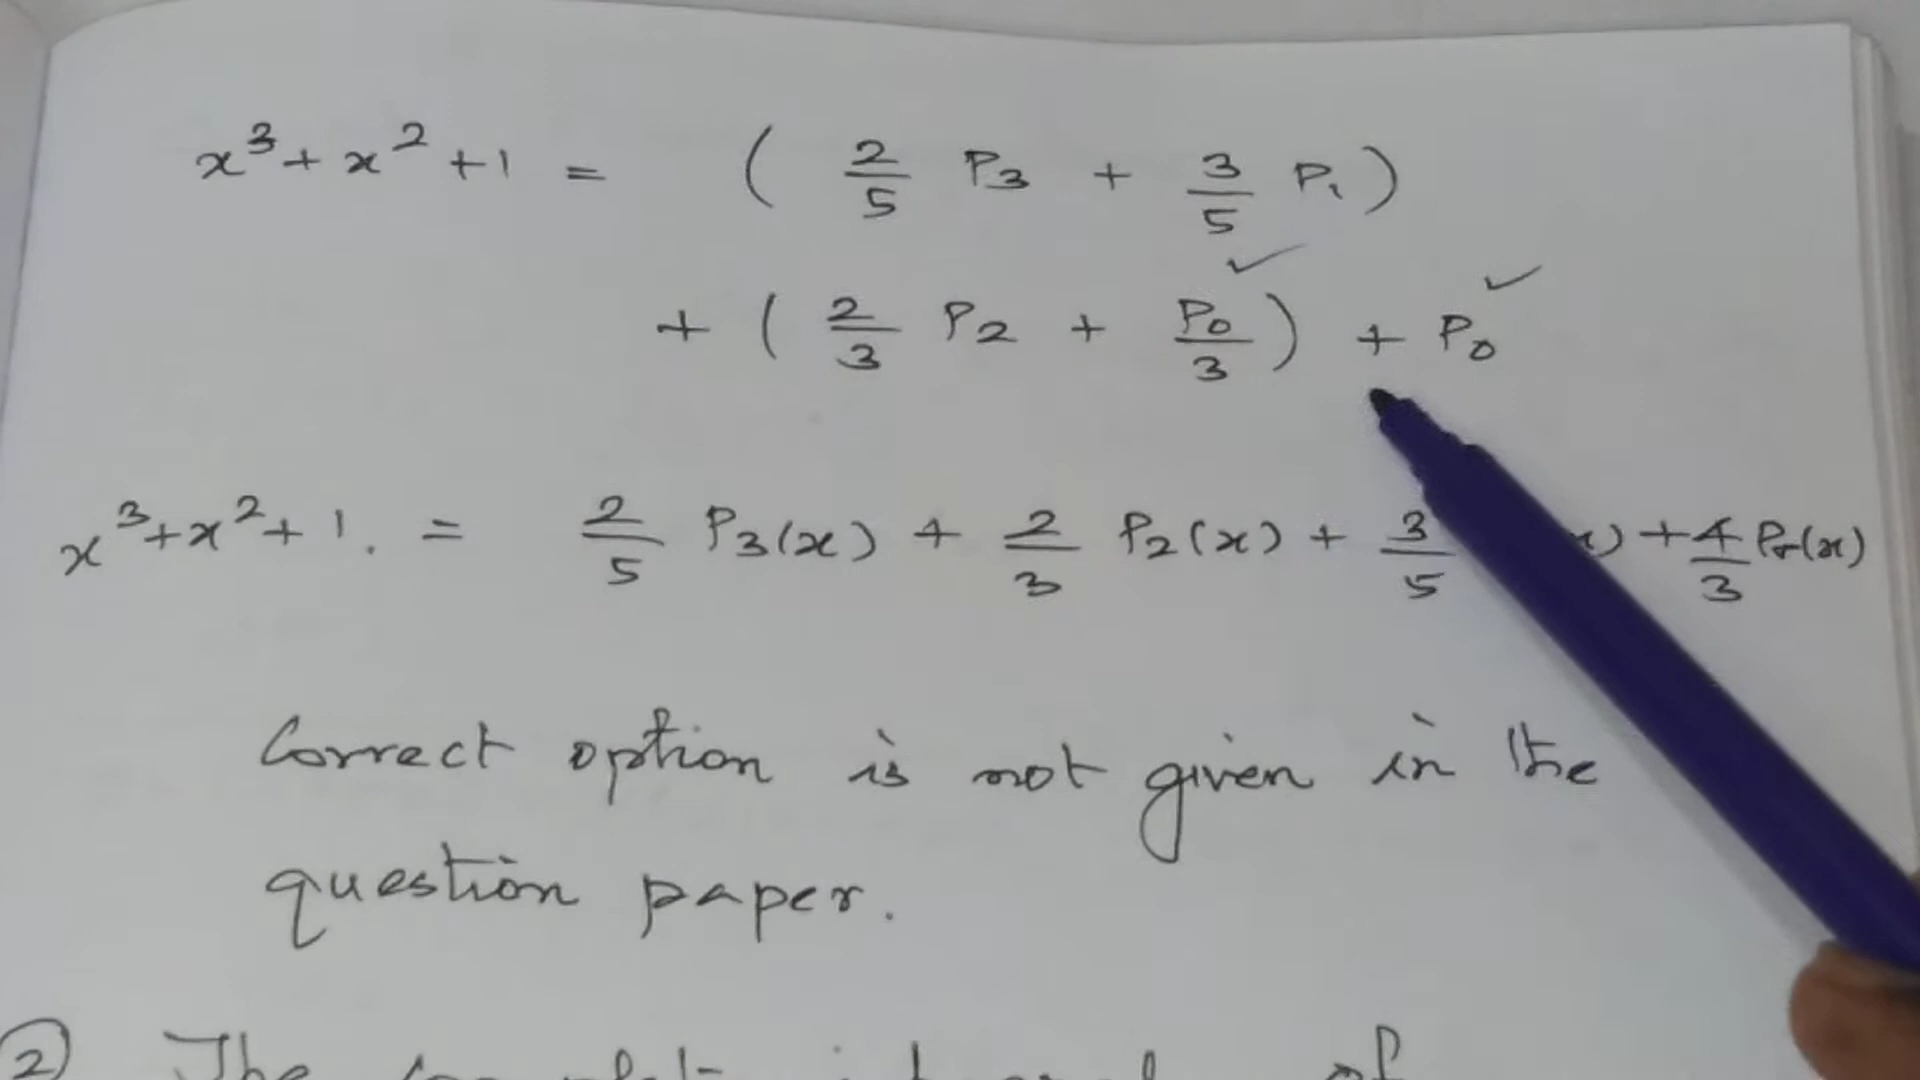 x³ + x² + 1 = ( 2/5 P₃ + 3/5 P₁ )
+ ( 2/3 P₂ + P₀/3 ) + P₀
x³ + x² + 1. = 2/5 P₃(x) + 2/3 P₂(x) + 3/5 x) + 4/3 P₀(x)
Correct option is not given in the
question paper.
② The of